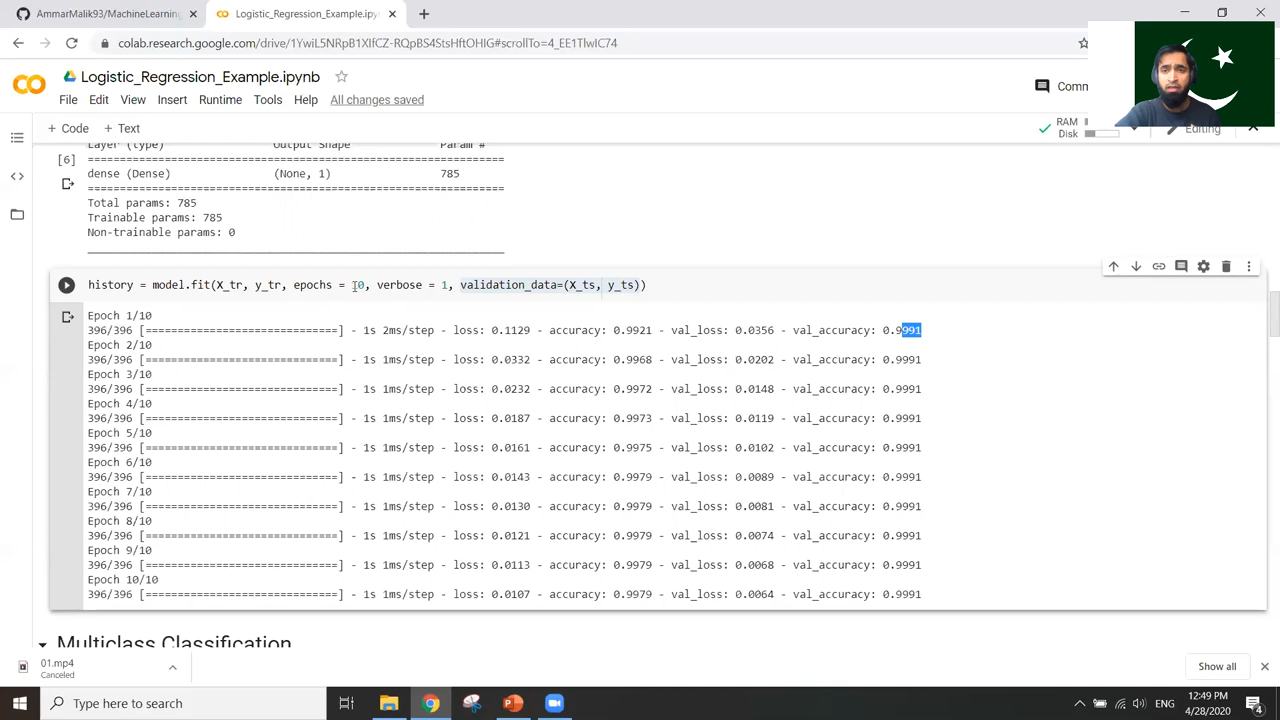 AmmarMalik93/MachineLearning
Logistic_Regression_Example.ipynb
colab.research.google.com/drive/1YwiL5NRpB1XIfCZ-RQpBS4StsHftOHIG#scrollTo=4_EE1TlwIC74
Logistic_Regression_Example.ipynb
File Edit View Insert Runtime Tools Help All changes saved
Comm
+ Code + Text
RAM
Disk
Editing
Layer (type) Output Shape Param #
[6] =================================================================
dense (Dense) (None, 1) 785
=================================================================
Total params: 785
Trainable params: 785
Non-trainable params: 0
_________________________________________________________________
history = model.fit(X_tr, y_tr, epochs = 10, verbose = 1, validation_data=(X_ts, y_ts))
Epoch 1/10
396/396 [==============================] - 1s 2ms/step - loss: 0.1129 - accuracy: 0.9921 - val_loss: 0.0356 - val_accuracy: 0.9991
Epoch 2/10
396/396 [==============================] - 1s 1ms/step - loss: 0.0332 - accuracy: 0.9968 - val_loss: 0.0202 - val_accuracy: 0.9991
Epoch 3/10
396/396 [==============================] - 1s 1ms/step - loss: 0.0232 - accuracy: 0.9972 - val_loss: 0.0148 - val_accuracy: 0.9991
Epoch 4/10
396/396 [==============================] - 1s 1ms/step - loss: 0.0187 - accuracy: 0.9973 - val_loss: 0.0119 - val_accuracy: 0.9991
Epoch 5/10
396/396 [==============================] - 1s 1ms/step - loss: 0.0161 - accuracy: 0.9975 - val_loss: 0.0102 - val_accuracy: 0.9991
Epoch 6/10
396/396 [==============================] - 1s 1ms/step - loss: 0.0143 - accuracy: 0.9979 - val_loss: 0.0089 - val_accuracy: 0.9991
Epoch 7/10
396/396 [==============================] - 1s 1ms/step - loss: 0.0130 - accuracy: 0.9979 - val_loss: 0.0081 - val_accuracy: 0.9991
Epoch 8/10
396/396 [==============================] - 1s 1ms/step - loss: 0.0121 - accuracy: 0.9979 - val_loss: 0.0074 - val_accuracy: 0.9991
Epoch 9/10
396/396 [==============================] - 1s 1ms/step - loss: 0.0113 - accuracy: 0.9979 - val_loss: 0.0068 - val_accuracy: 0.9991
Epoch 10/10
396/396 [==============================] - 1s 1ms/step - loss: 0.0107 - accuracy: 0.9979 - val_loss: 0.0064 - val_accuracy: 0.9991
Multiclass Classification
01.mp4
Canceled
Show all
Type here to search
ENG
12:49 PM
4/28/2020
4